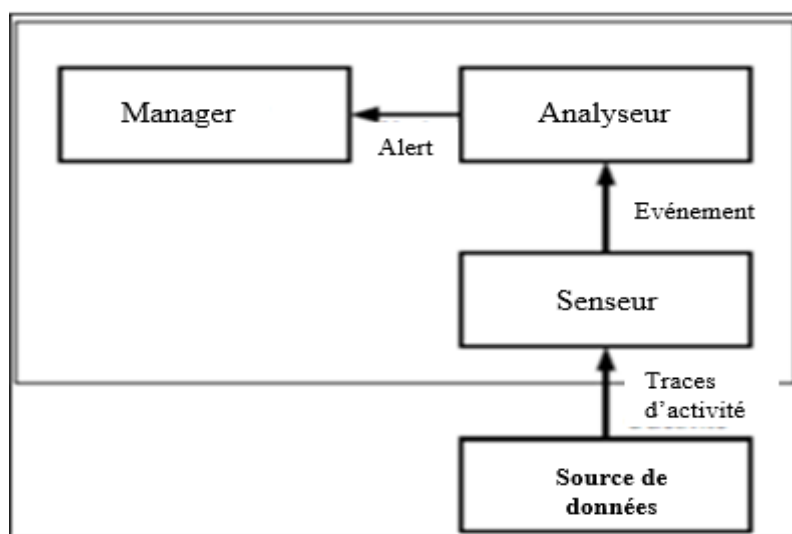 Manager
Analyseur
Alert
Evénement
Senseur
Traces
d'activité
Source de
données